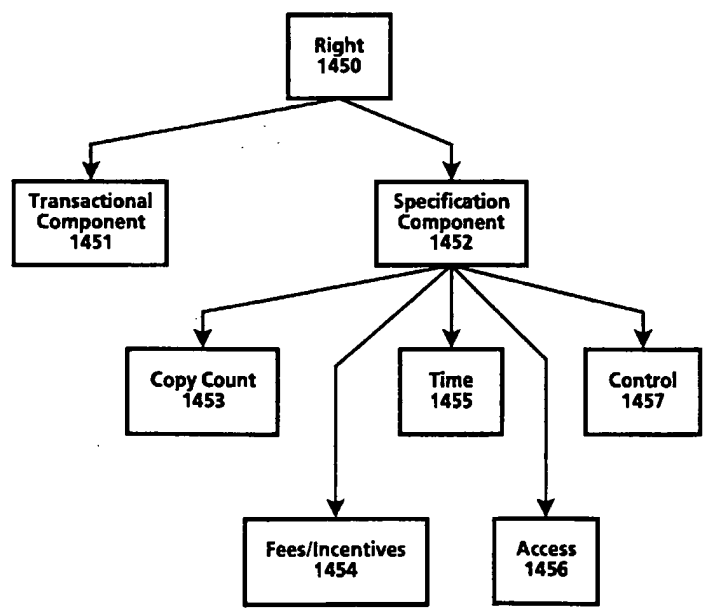 Right
1450
Transactional
Component
1451
Specification
Component
1452
Copy Count
1453
Time
1455
Control
1457
Fees/Incentives
1454
Access
1456